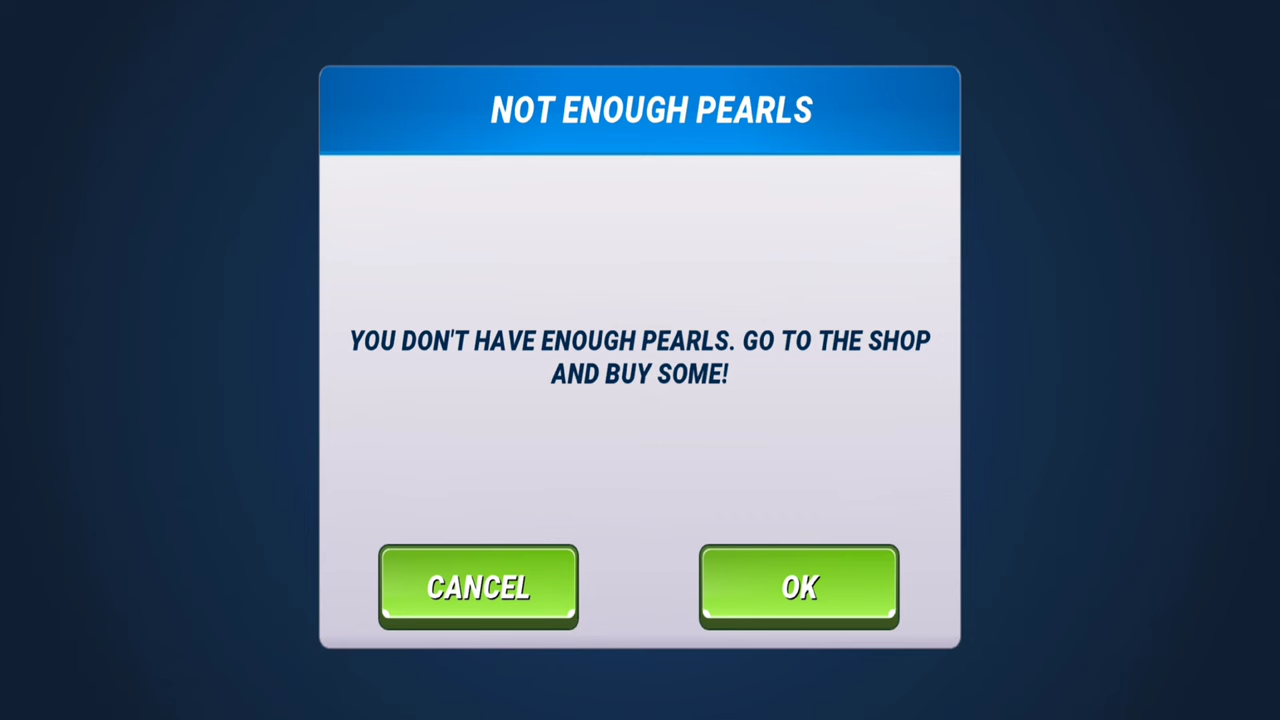 NOT ENOUGH PEARLS
YOU DON'T HAVE ENOUGH PEARLS. GO TO THE SHOP
AND BUY SOME!
CANCEL
OK